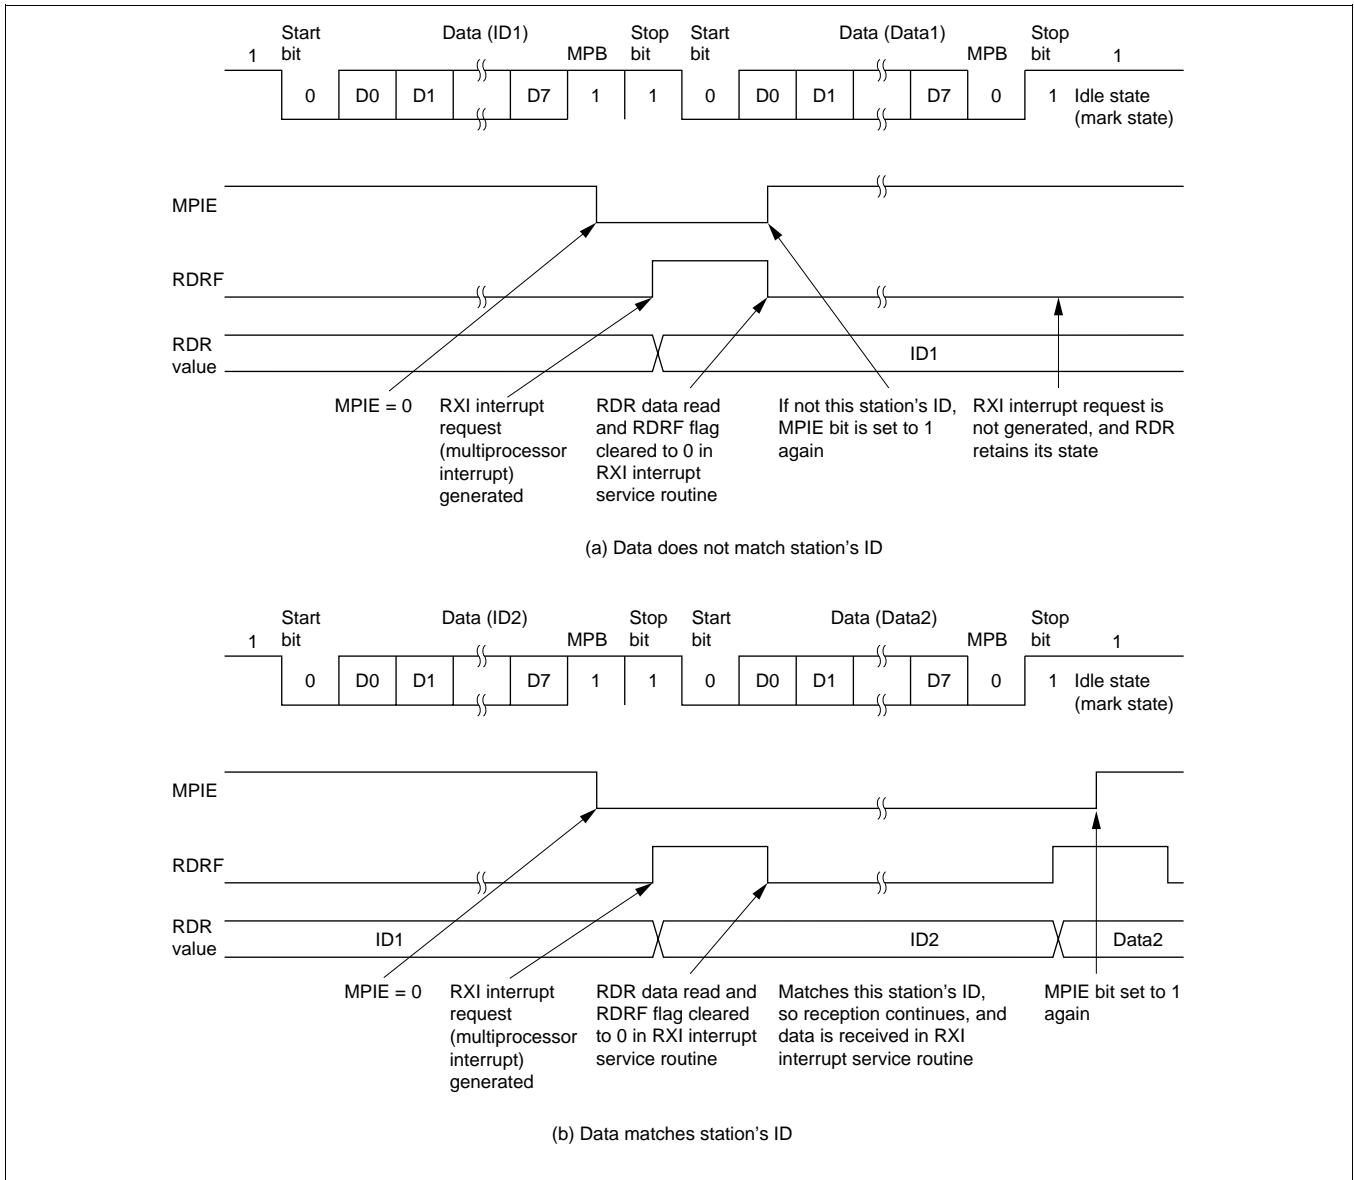 Start Data (ID1) Stop Start Data (Data1) Stop
1 bit MPB bit bit MPB bit 1
0 D0 D1 D7 1 1 0 D0 D1 D7 0 1 Idle state
(mark state)
MPIE
RDRF
RDR
value
ID1
MPIE = 0
RXI interrupt
request
(multiprocessor
interrupt)
generated
RDR data read
and RDRF flag
cleared to 0 in
RXI interrupt
service routine
If not this station's ID,
MPIE bit is set to 1
again
RXI interrupt request is
not generated, and RDR
retains its state
(a) Data does not match station's ID
Start Data (ID2) Stop Start Data (Data2) Stop
1 bit MPB bit bit MPB bit 1
0 D0 D1 D7 1 1 0 D0 D1 D7 0 1 Idle state
(mark state)
MPIE
RDRF
RDR
value
ID1 ID2 Data2
MPIE = 0
RXI interrupt
request
(multiprocessor
interrupt)
generated
RDR data read and
RDRF flag cleared
to 0 in RXI interrupt
service routine
Matches this station's ID,
so reception continues, and
data is received in RXI
interrupt service routine
MPIE bit set to 1
again
(b) Data matches station's ID